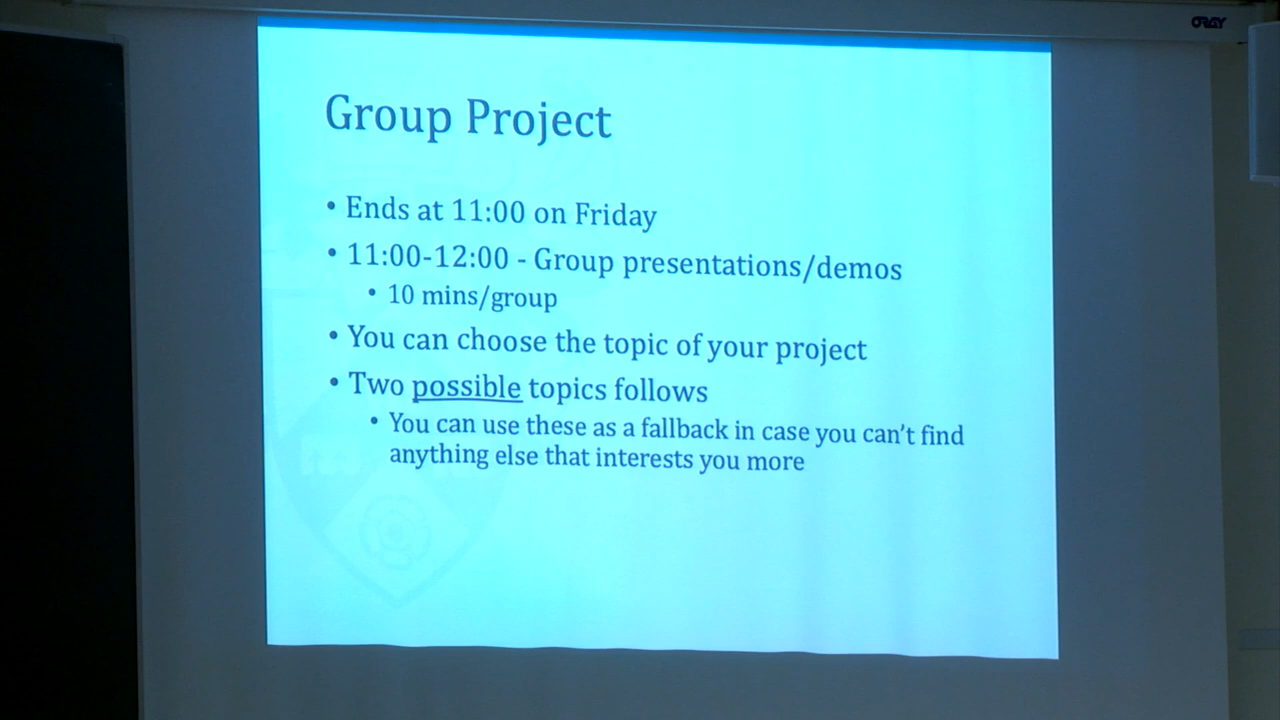 ORAY
Group Project
• Ends at 11:00 on Friday
• 11:00-12:00 - Group presentations/demos
• 10 mins/group
• You can choose the topic of your project
• Two possible topics follows
• You can use these as a fallback in case you can't find
anything else that interests you more